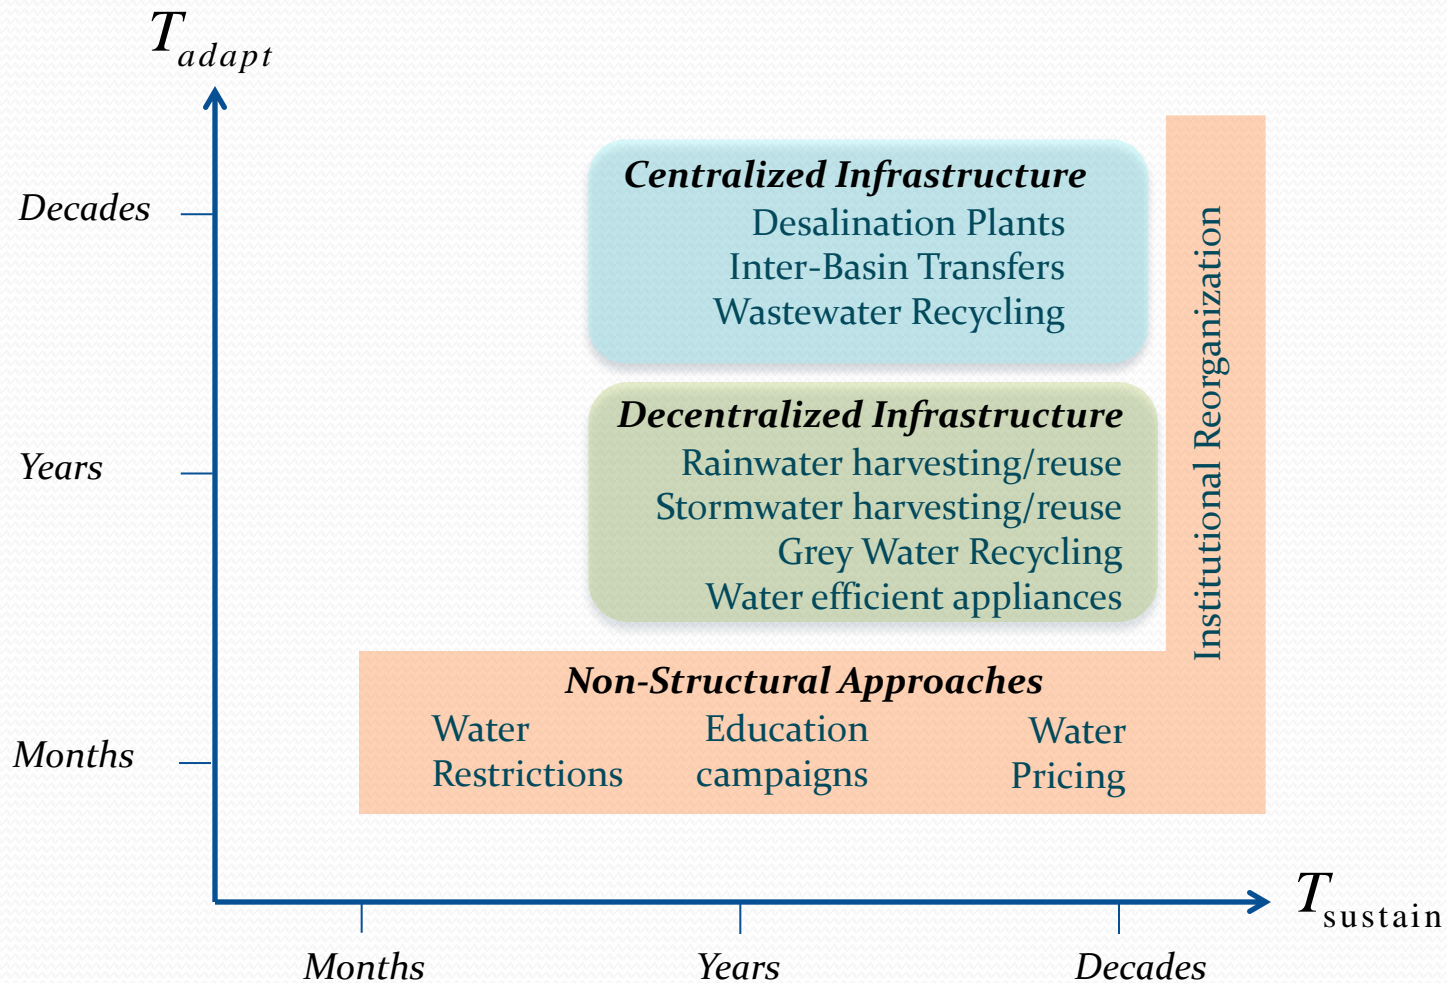 T adapt
Decades
Years
Months
Centralized Infrastructure
Desalination Plants
Inter-Basin Transfers
Wastewater Recycling
Decentralized Infrastructure
Rainwater harvesting/reuse
Stormwater harvesting/reuse
Grey Water Recycling
Water efficient appliances
Institutional Reorganization
Non-Structural Approaches
Water
Restrictions
Education
campaigns
Water
Pricing
T sustain
Months
Years
Decades